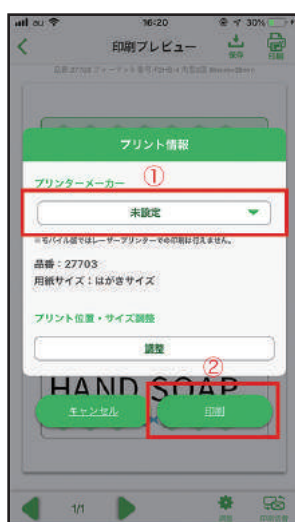 au 16:20 30%
印刷プレビュー
保存 印刷
プリント情報
プリンターメーカー ①
未設定
※モバイル版ではレーザープリンターでの印刷は行えません。
品番：27703
用紙サイズ：はがきサイズ
プリント位置・サイズ調整
調整
②
HAND SOAP
キャンセル 印刷
1/1
調整